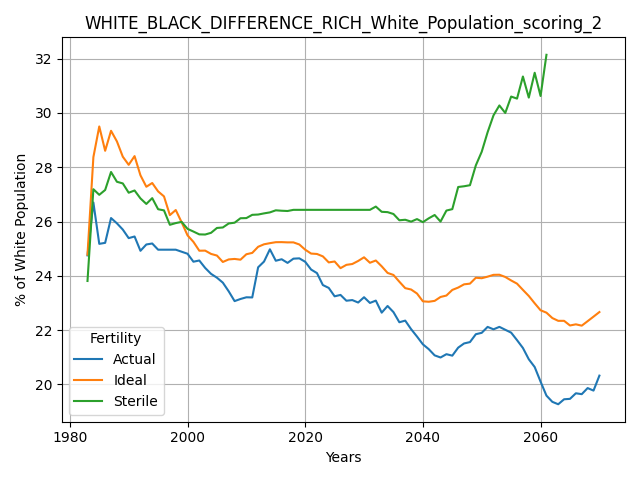 WHITE_BLACK_DIFFERENCE_RICH_White_Population_scoring_2
% of White Population
32
30
28
26
24
22
20
Fertility
Actual
Ideal
Sterile
1980
2000
2020
2040
2060
Years